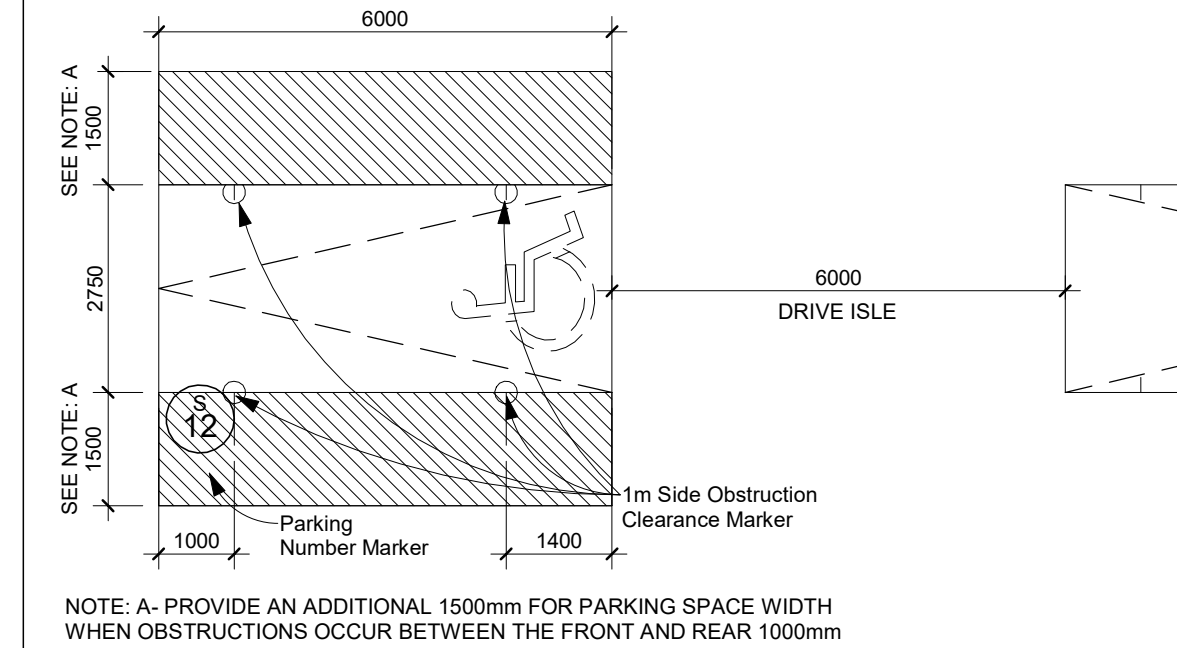 6000
SEE NOTE: A
1500
2750
6000
DRIVE ISLE
SEE NOTE: A
1500
S
12
1m Side Obstruction
Clearance Marker
Parking
Number Marker
1000
1400
NOTE: A- PROVIDE AN ADDITIONAL 1500mm FOR PARKING SPACE WIDTH
WHEN OBSTRUCTIONS OCCUR BETWEEN THE FRONT AND REAR 1000mm